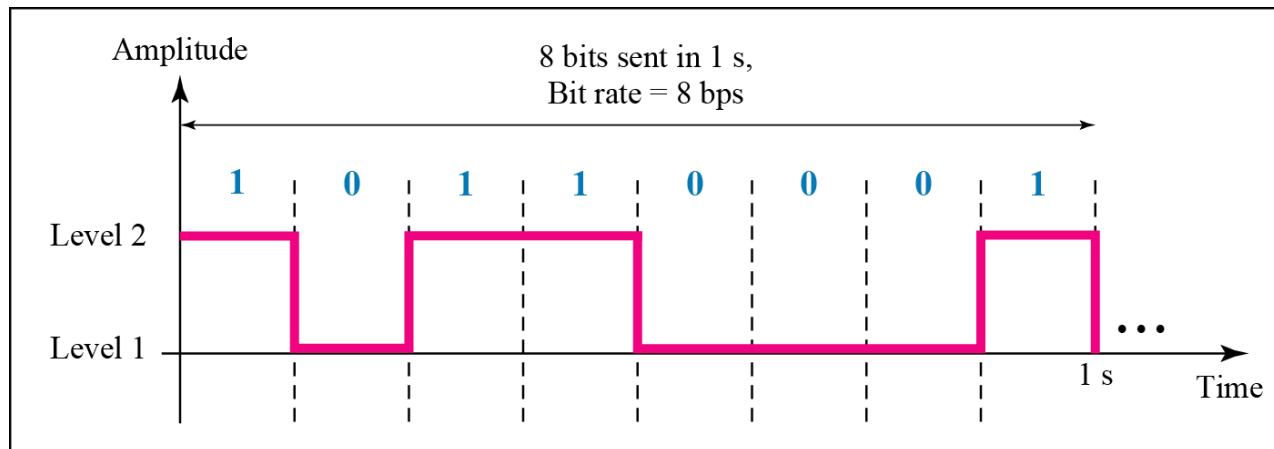 Amplitude
8 bits sent in 1 s,
Bit rate = 8 bps
1 0 1 1 0 0 0 1
Level 2
Level 1
1 s
Time